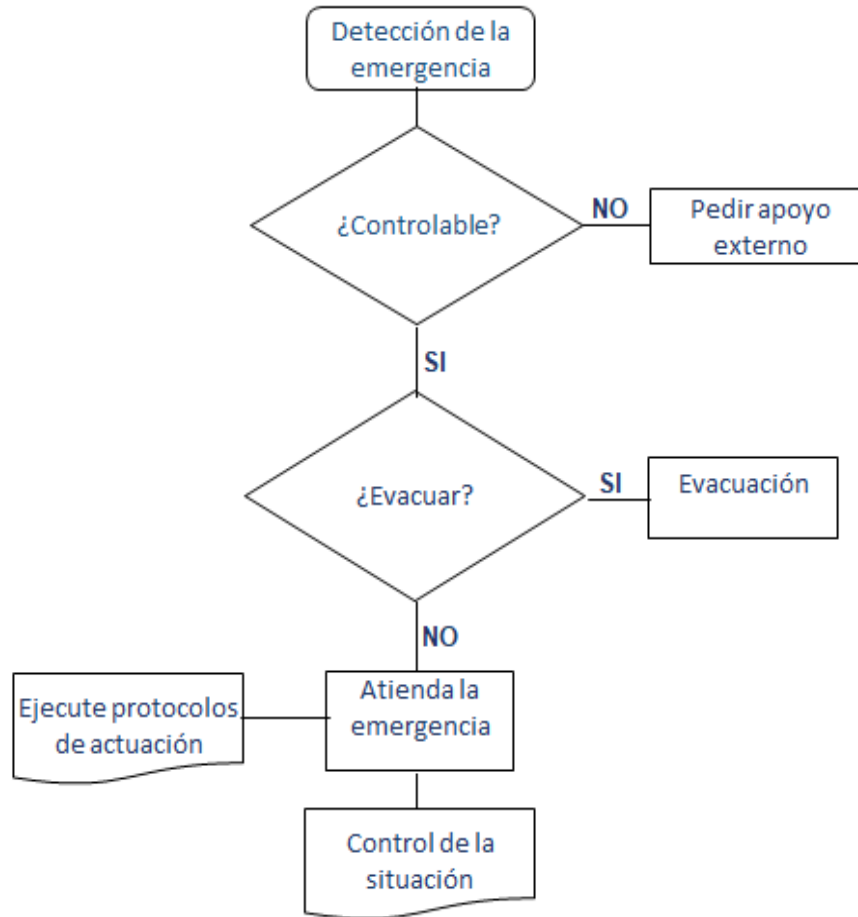 Detección de la
emergencia
¿Controlable?
NO
Pedir apoyo
externo
SI
¿Evacuar?
SI
Evacuación
NO
Atienda la
emergencia
Ejecute protocolos
de actuación
Control de la
situación